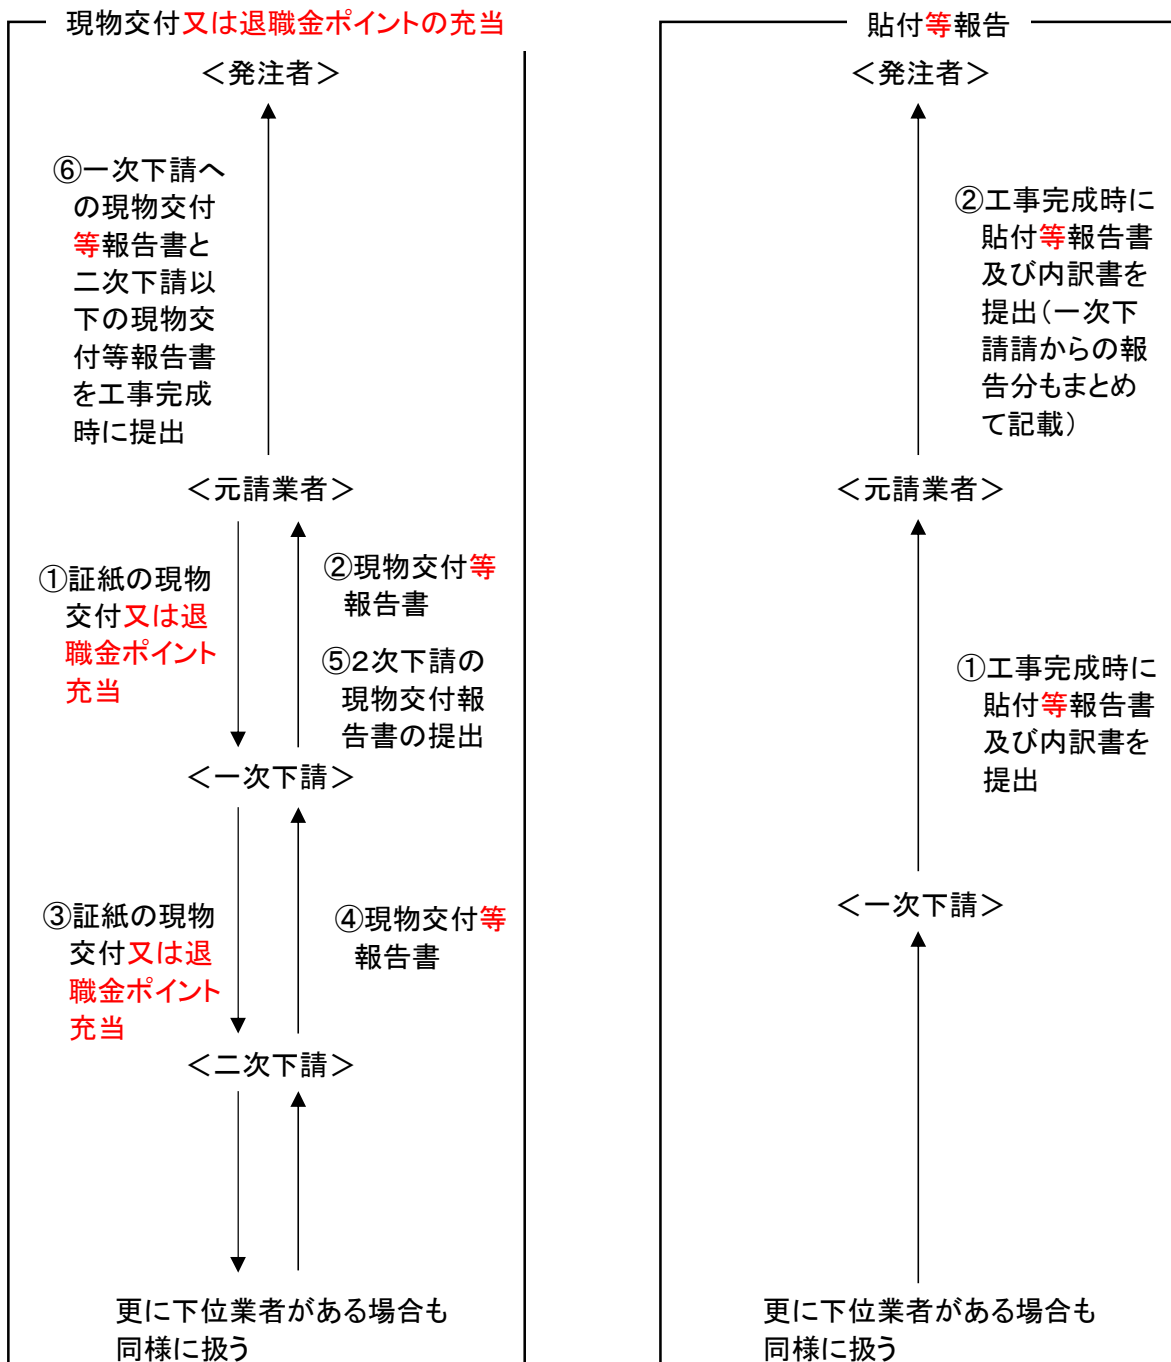 現物交付又は退職金ポイントの充当
＜発注者＞
⑥一次下請へ
の現物交付
等報告書と
二次下請以
下の現物交
付等報告書
を工事完成
時に提出
＜元請業者＞
①証紙の現物
交付又は退
職金ポイント
充当
②現物交付等
報告書
⑤２次下請の
現物交付報
告書の提出
＜一次下請＞
③証紙の現物
交付又は退
職金ポイント
充当
④現物交付等
報告書
＜二次下請＞
更に下位業者がある場合も
同様に扱う
貼付等報告
＜発注者＞
②工事完成時に
貼付等報告書
及び内訳書を
提出（一次下
請請からの報
告分もまとめ
て記載）
＜元請業者＞
①工事完成時に
貼付等報告書
及び内訳書を
提出
＜一次下請＞
更に下位業者がある場合も
同様に扱う